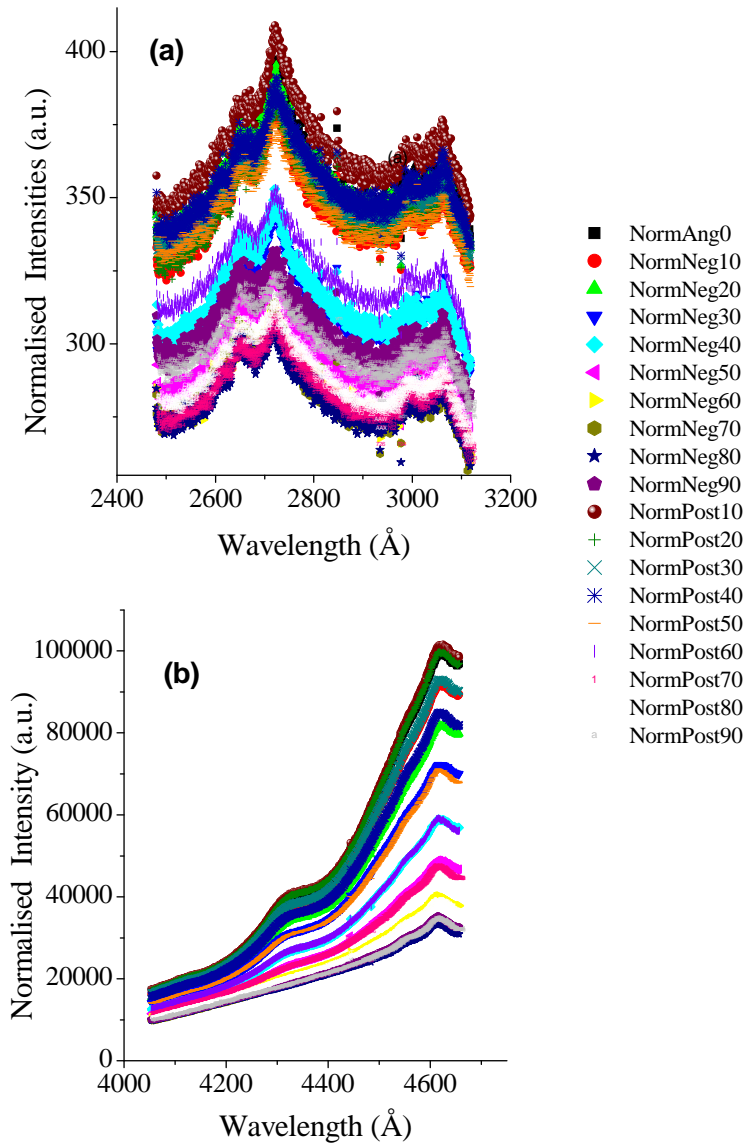 (a)
400
350
300
Normalised Intensities (a.u.)
(a)
2400 2600 2800 3000 3200
Wavelength (Å)
NormAng0
NormNeg10
NormNeg20
NormNeg30
NormNeg40
NormNeg50
NormNeg60
NormNeg70
NormNeg80
NormNeg90
NormPost10
NormPost20
NormPost30
NormPost40
NormPost50
NormPost60
1 NormPost70
NormPost80
a NormPost90
(b)
100000
80000
60000
40000
20000
0
Normalised Intensity (a.u.)
4000 4200 4400 4600
Wavelength (Å)